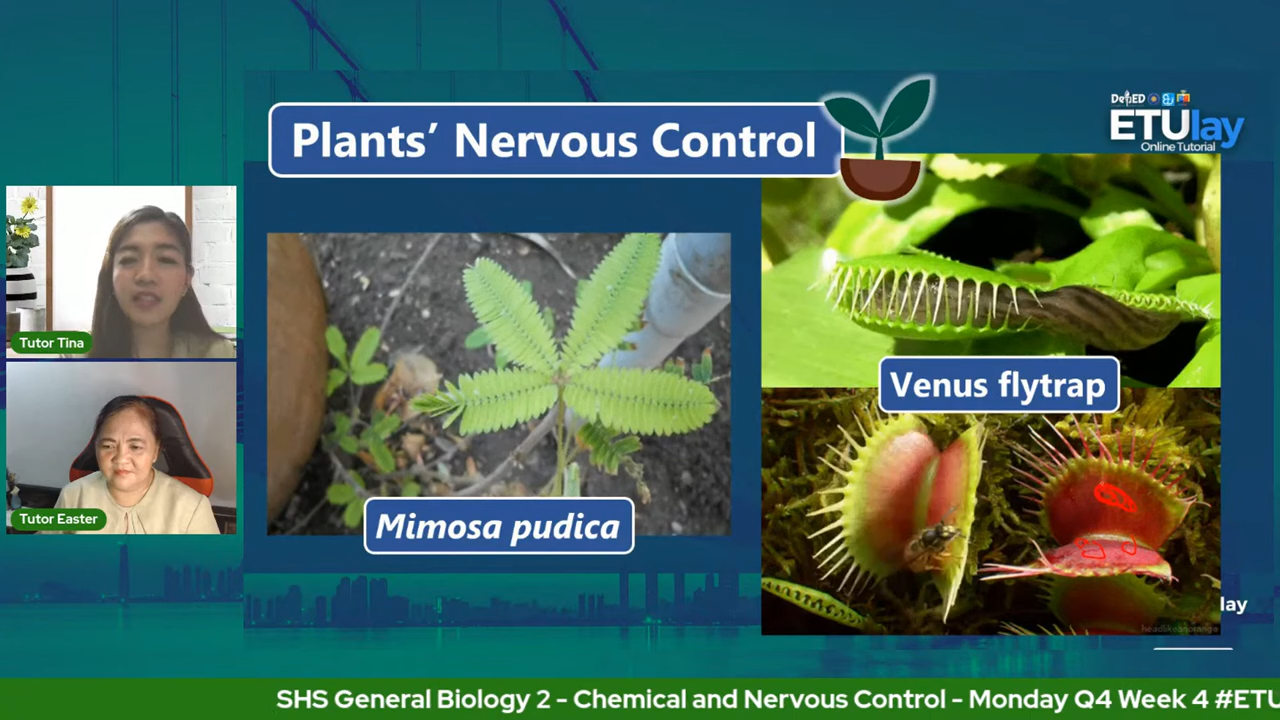 Plants' Nervous Control
DepED
ETUlay
Online Tutorial
Tutor Tina
Tutor Easter
Mimosa pudica
Venus flytrap
lay
headlikeanorange
SHS General Biology 2 - Chemical and Nervous Control - Monday Q4 Week 4 #ETU